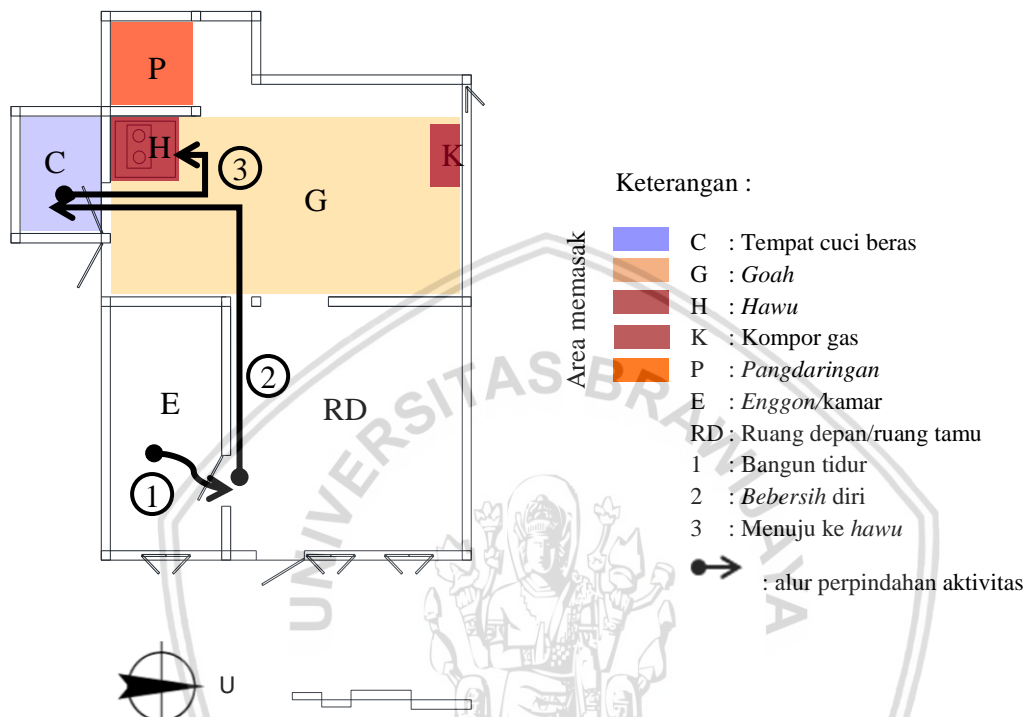 P
H
C
3
K
G
2
E
RD
1
U
Keterangan :
Area memasak
C : Tempat cuci beras
G : Goah
H : Hawu
K : Kompor gas
P : Pangdaringan
E : Enggon/kamar
RD : Ruang depan/ruang tamu
1 : Bangun tidur
2 : Bebersih diri
3 : Menuju ke hawu
: alur perpindahan aktivitas
UNIVERSITAS BRAWIJAYA